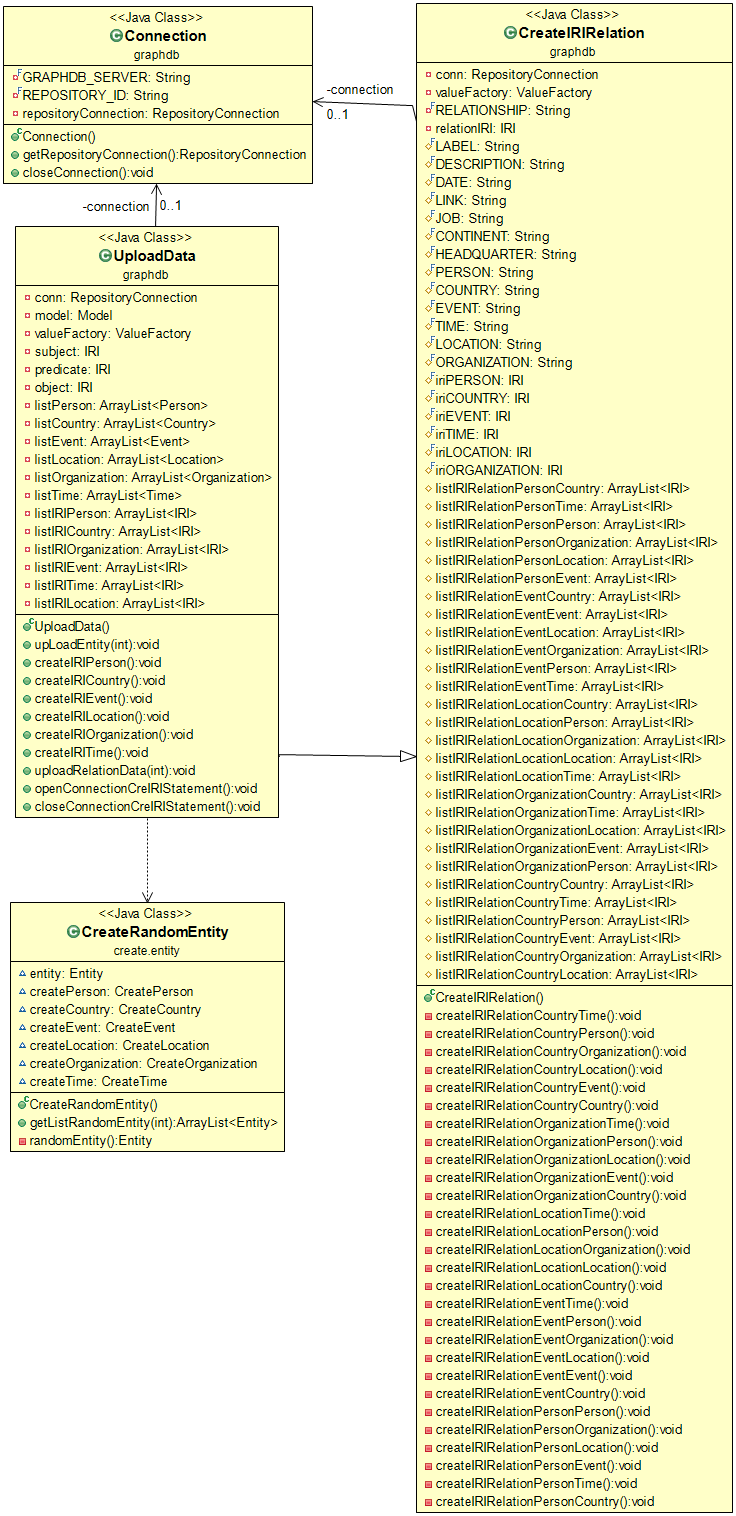 <<Java Class>>
Connection
graphdb
GRAPHDB_SERVER: String
REPOSITORY_ID: String
repositoryConnection: RepositoryConnection
Connection()
getRepositoryConnection():RepositoryConnection
closeConnection():void
-connection
0..1
-connection
0..1
<<Java Class>>
UploadData
graphdb
conn: RepositoryConnection
model: Model
valueFactory: ValueFactory
subject: IRI
predicate: IRI
object: IRI
listPerson: ArrayList<Person>
listCountry: ArrayList<Country>
listEvent: ArrayList<Event>
listLocation: ArrayList<Location>
listOrganization: ArrayList<Organization>
listTime: ArrayList<Time>
listIRIPerson: ArrayList<IRI>
listIRICountry: ArrayList<IRI>
listIRIOrganization: ArrayList<IRI>
listIRIEvent: ArrayList<IRI>
listIRITime: ArrayList<IRI>
listIRILocation: ArrayList<IRI>
UploadData()
upLoadEntity(int):void
createIRIPerson():void
createIRICountry():void
createIRIEvent():void
createIRILocation():void
createIRIOrganization():void
createIRITime():void
uploadRelationData(int):void
openConnectionCreIRIStatement():void
closeConnectionCreIRIStatement():void
<<Java Class>>
CreateRandomEntity
create.entity
entity: Entity
createPerson: CreatePerson
createCountry: CreateCountry
createEvent: CreateEvent
createLocation: CreateLocation
createOrganization: CreateOrganization
createTime: CreateTime
CreateRandomEntity()
getListRandomEntity(int):ArrayList<Entity>
randomEntity():Entity
<<Java Class>>
CreateIRIRelation
graphdb
conn: RepositoryConnection
valueFactory: ValueFactory
RELATIONSHIP: String
relationIRI: IRI
LABEL: String
DESCRIPTION: String
DATE: String
LINK: String
JOB: String
CONTINENT: String
HEADQUARTER: String
PERSON: String
COUNTRY: String
EVENT: String
TIME: String
LOCATION: String
ORGANIZATION: String
iriPERSON: IRI
iriCOUNTRY: IRI
iriEVENT: IRI
iriTIME: IRI
iriLOCATION: IRI
iriORGANIZATION: IRI
listIRIRelationPersonCountry: ArrayList<IRI>
listIRIRelationPersonTime: ArrayList<IRI>
listIRIRelationPersonPerson: ArrayList<IRI>
listIRIRelationPersonOrganization: ArrayList<IRI>
listIRIRelationPersonLocation: ArrayList<IRI>
listIRIRelationPersonEvent: ArrayList<IRI>
listIRIRelationEventCountry: ArrayList<IRI>
listIRIRelationEventEvent: ArrayList<IRI>
listIRIRelationEventLocation: ArrayList<IRI>
listIRIRelationEventOrganization: ArrayList<IRI>
listIRIRelationEventPerson: ArrayList<IRI>
listIRIRelationEventTime: ArrayList<IRI>
listIRIRelationLocationCountry: ArrayList<IRI>
listIRIRelationLocationPerson: ArrayList<IRI>
listIRIRelationLocationOrganization: ArrayList<IRI>
listIRIRelationLocationLocation: ArrayList<IRI>
listIRIRelationLocationTime: ArrayList<IRI>
listIRIRelationOrganizationCountry: ArrayList<IRI>
listIRIRelationOrganizationTime: ArrayList<IRI>
listIRIRelationOrganizationLocation: ArrayList<IRI>
listIRIRelationOrganizationEvent: ArrayList<IRI>
listIRIRelationOrganizationPerson: ArrayList<IRI>
listIRIRelationCountryCountry: ArrayList<IRI>
listIRIRelationCountryTime: ArrayList<IRI>
listIRIRelationCountryPerson: ArrayList<IRI>
listIRIRelationCountryEvent: ArrayList<IRI>
listIRIRelationCountryOrganization: ArrayList<IRI>
listIRIRelationCountryLocation: ArrayList<IRI>
CreateIRIRelation()
createIRIRelationCountryTime():void
createIRIRelationCountryPerson():void
createIRIRelationCountryOrganization():void
createIRIRelationCountryLocation():void
createIRIRelationCountryEvent():void
createIRIRelationCountryCountry():void
createIRIRelationOrganizationTime():void
createIRIRelationOrganizationPerson():void
createIRIRelationOrganizationLocation():void
createIRIRelationOrganizationEvent():void
createIRIRelationOrganizationCountry():void
createIRIRelationLocationTime():void
createIRIRelationLocationPerson():void
createIRIRelationLocationOrganization():void
createIRIRelationLocationLocation():void
createIRIRelationLocationCountry():void
createIRIRelationEventTime():void
createIRIRelationEventPerson():void
createIRIRelationEventOrganization():void
createIRIRelationEventLocation():void
createIRIRelationEventEvent():void
createIRIRelationEventCountry():void
createIRIRelationPersonPerson():void
createIRIRelationPersonOrganization():void
createIRIRelationPersonLocation():void
createIRIRelationPersonEvent():void
createIRIRelationPersonTime():void
createIRIRelationPersonCountry():void